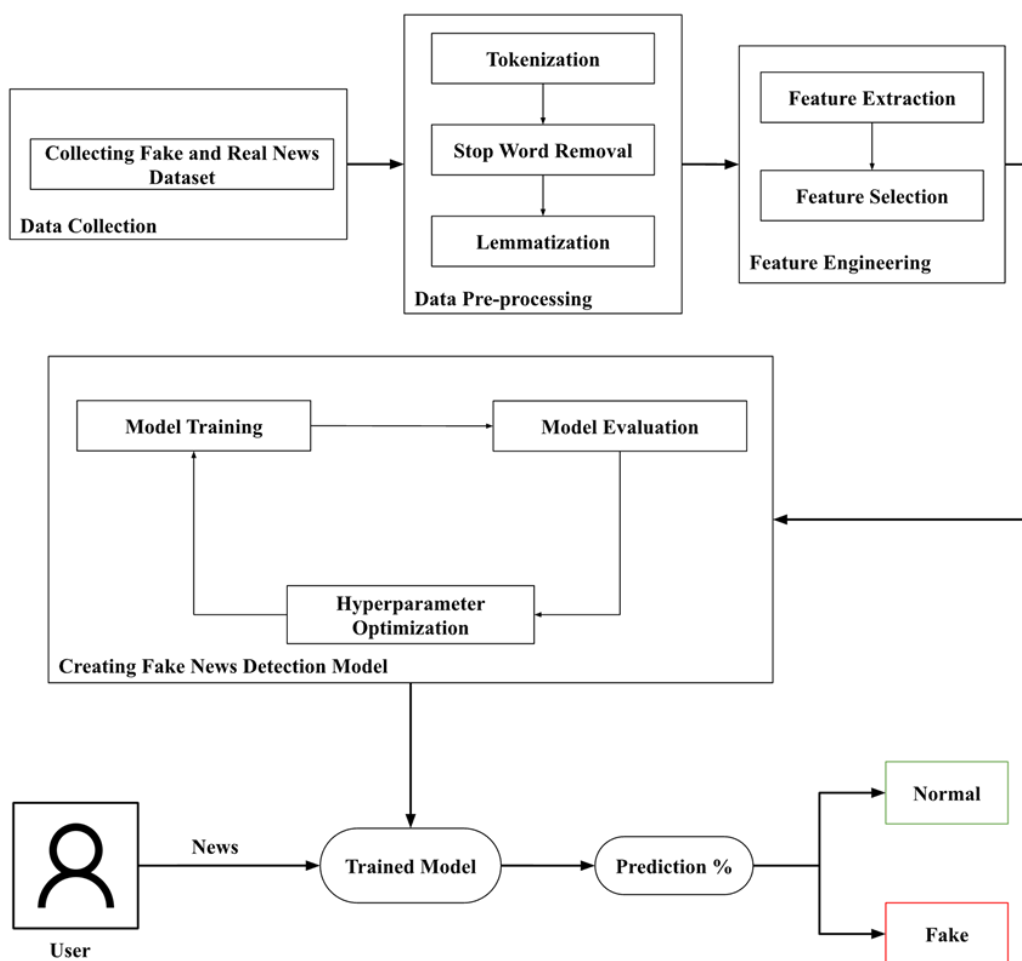 Collecting Fake and Real News
Dataset
Data Collection
Tokenization
Stop Word Removal
Lemmatization
Data Pre-processing
Feature Extraction
Feature Selection
Feature Engineering
Model Training
Model Evaluation
Hyperparameter
Optimization
Creating Fake News Detection Model
User
News
Trained Model
Prediction %
Normal
Fake